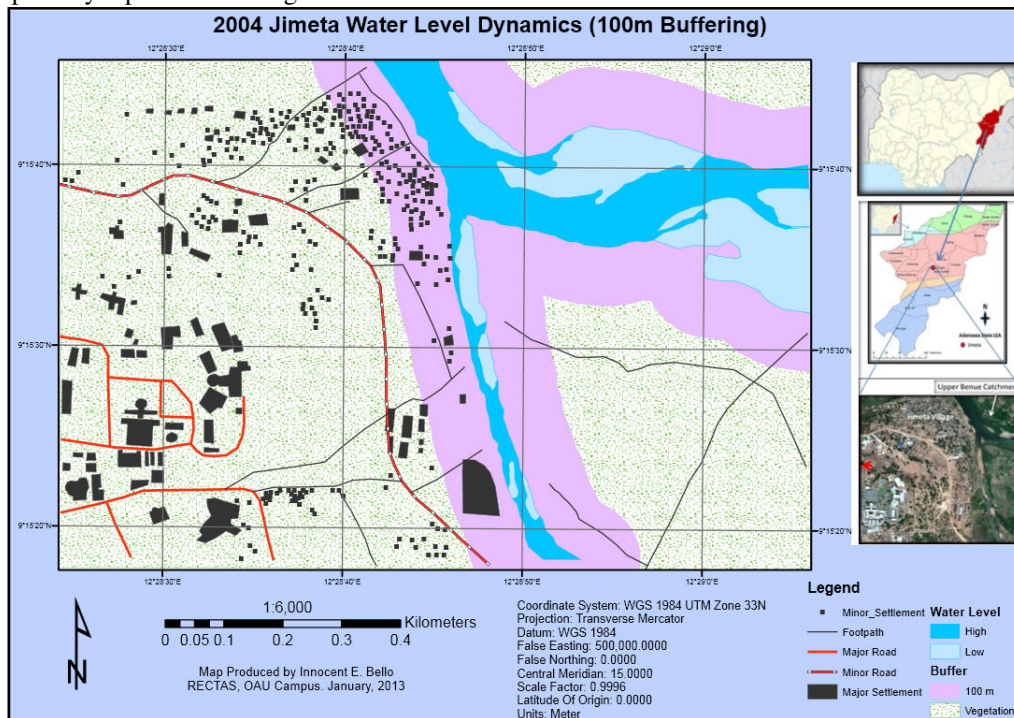 2004 Jimeta Water Level Dynamics (100m Buffering)
12°28'30"E 12°28'40"E 12°28'50"E 12°29'0"E
9°15'40"N 9°15'40"N
9°15'30"N 9°15'30"N
9°15'20"N 9°15'20"N
12°28'30"E 12°28'40"E 12°28'50"E 12°29'0"E
N
Adamawa State LGA
Jimeta
Upper Benue Catchmen
Jimeta Village
N
1:6,000
Kilometers
0 0.05 0.1 0.2 0.3 0.4
Map Produced by Innocent E. Bello
RECTAS, OAU Campus. January, 2013
Coordinate System: WGS 1984 UTM Zone 33N
Projection: Transverse Mercator
Datum: WGS 1984
False Easting: 500,000.0000
False Northing: 0.0000
Central Meridian: 15.0000
Scale Factor: 0.9996
Latitude Of Origin: 0.0000
Units: Meter
Legend
Minor_Settlement
Footpath
Major Road
Minor Road
Major Settlement
Water Level
High
Low
Buffer
100 m
Vegetation